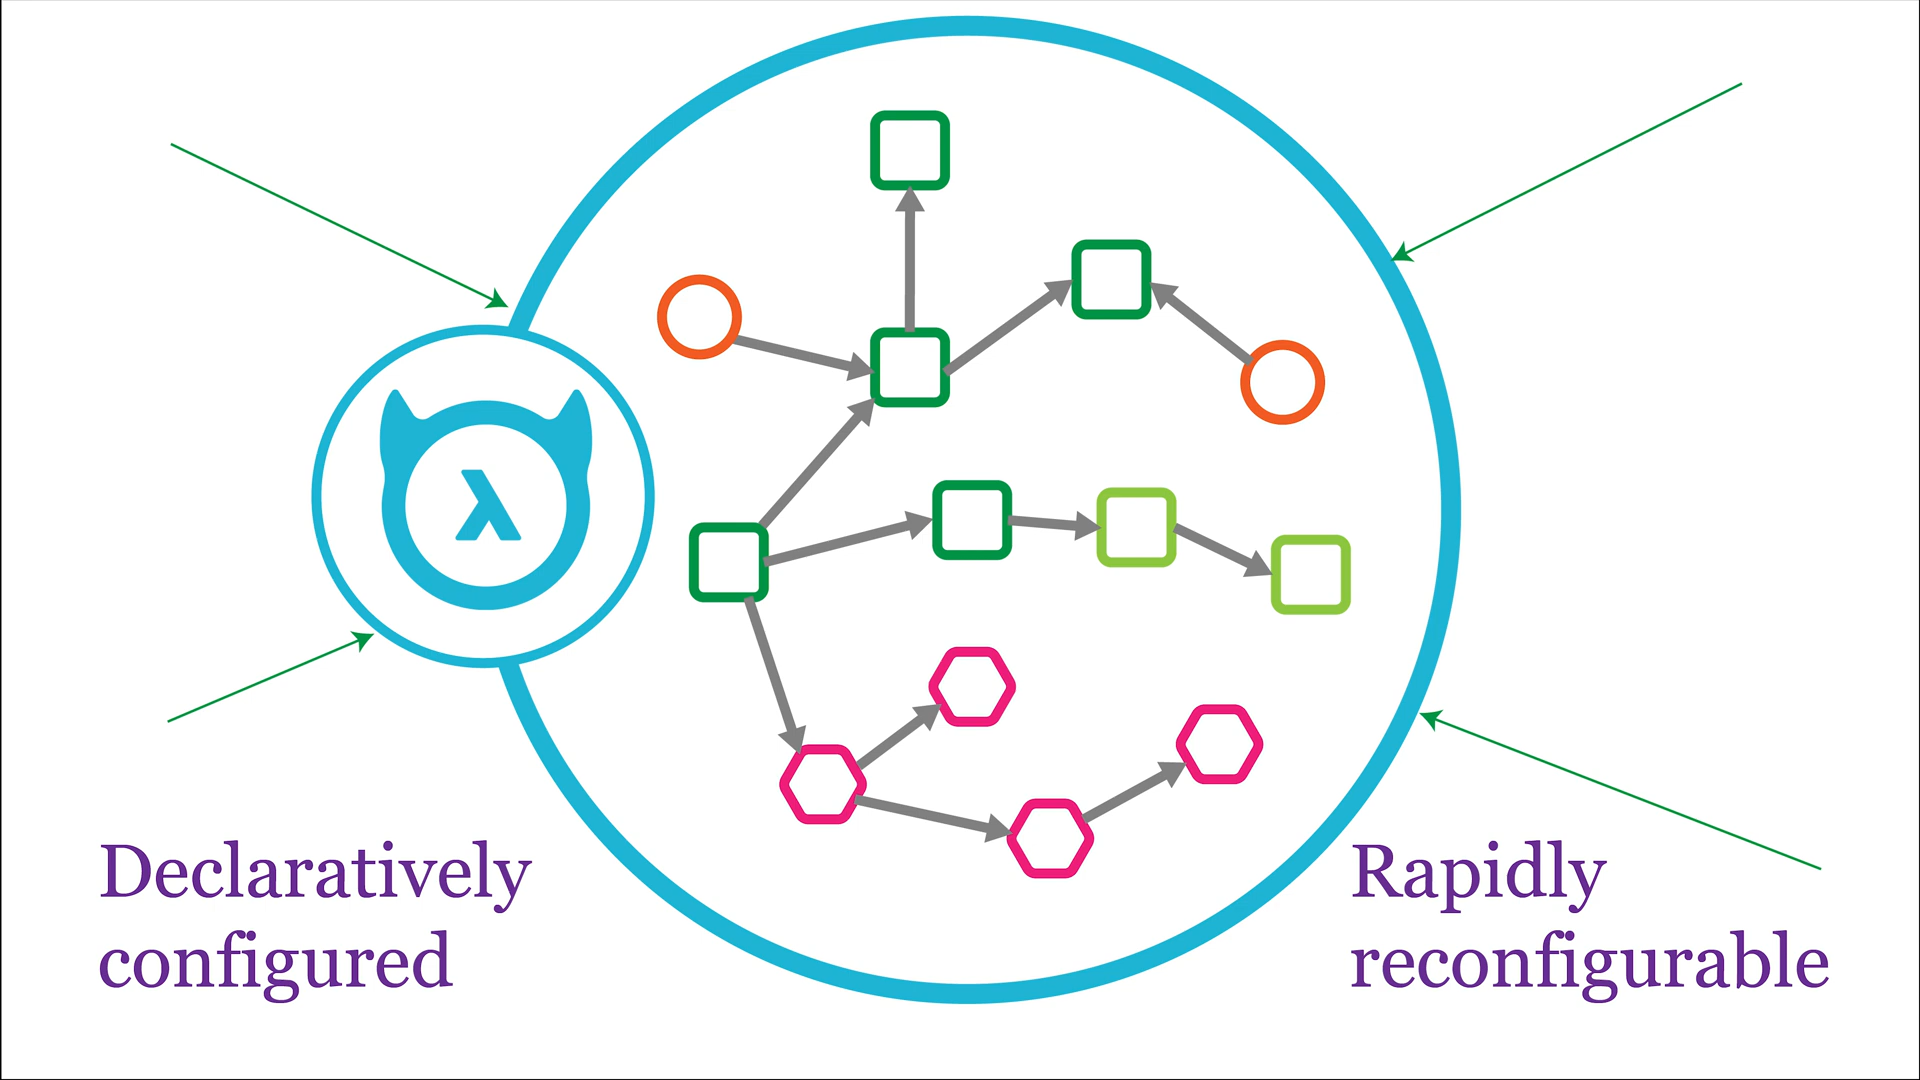 λ
Declaratively
configured
Rapidly
reconfigurable